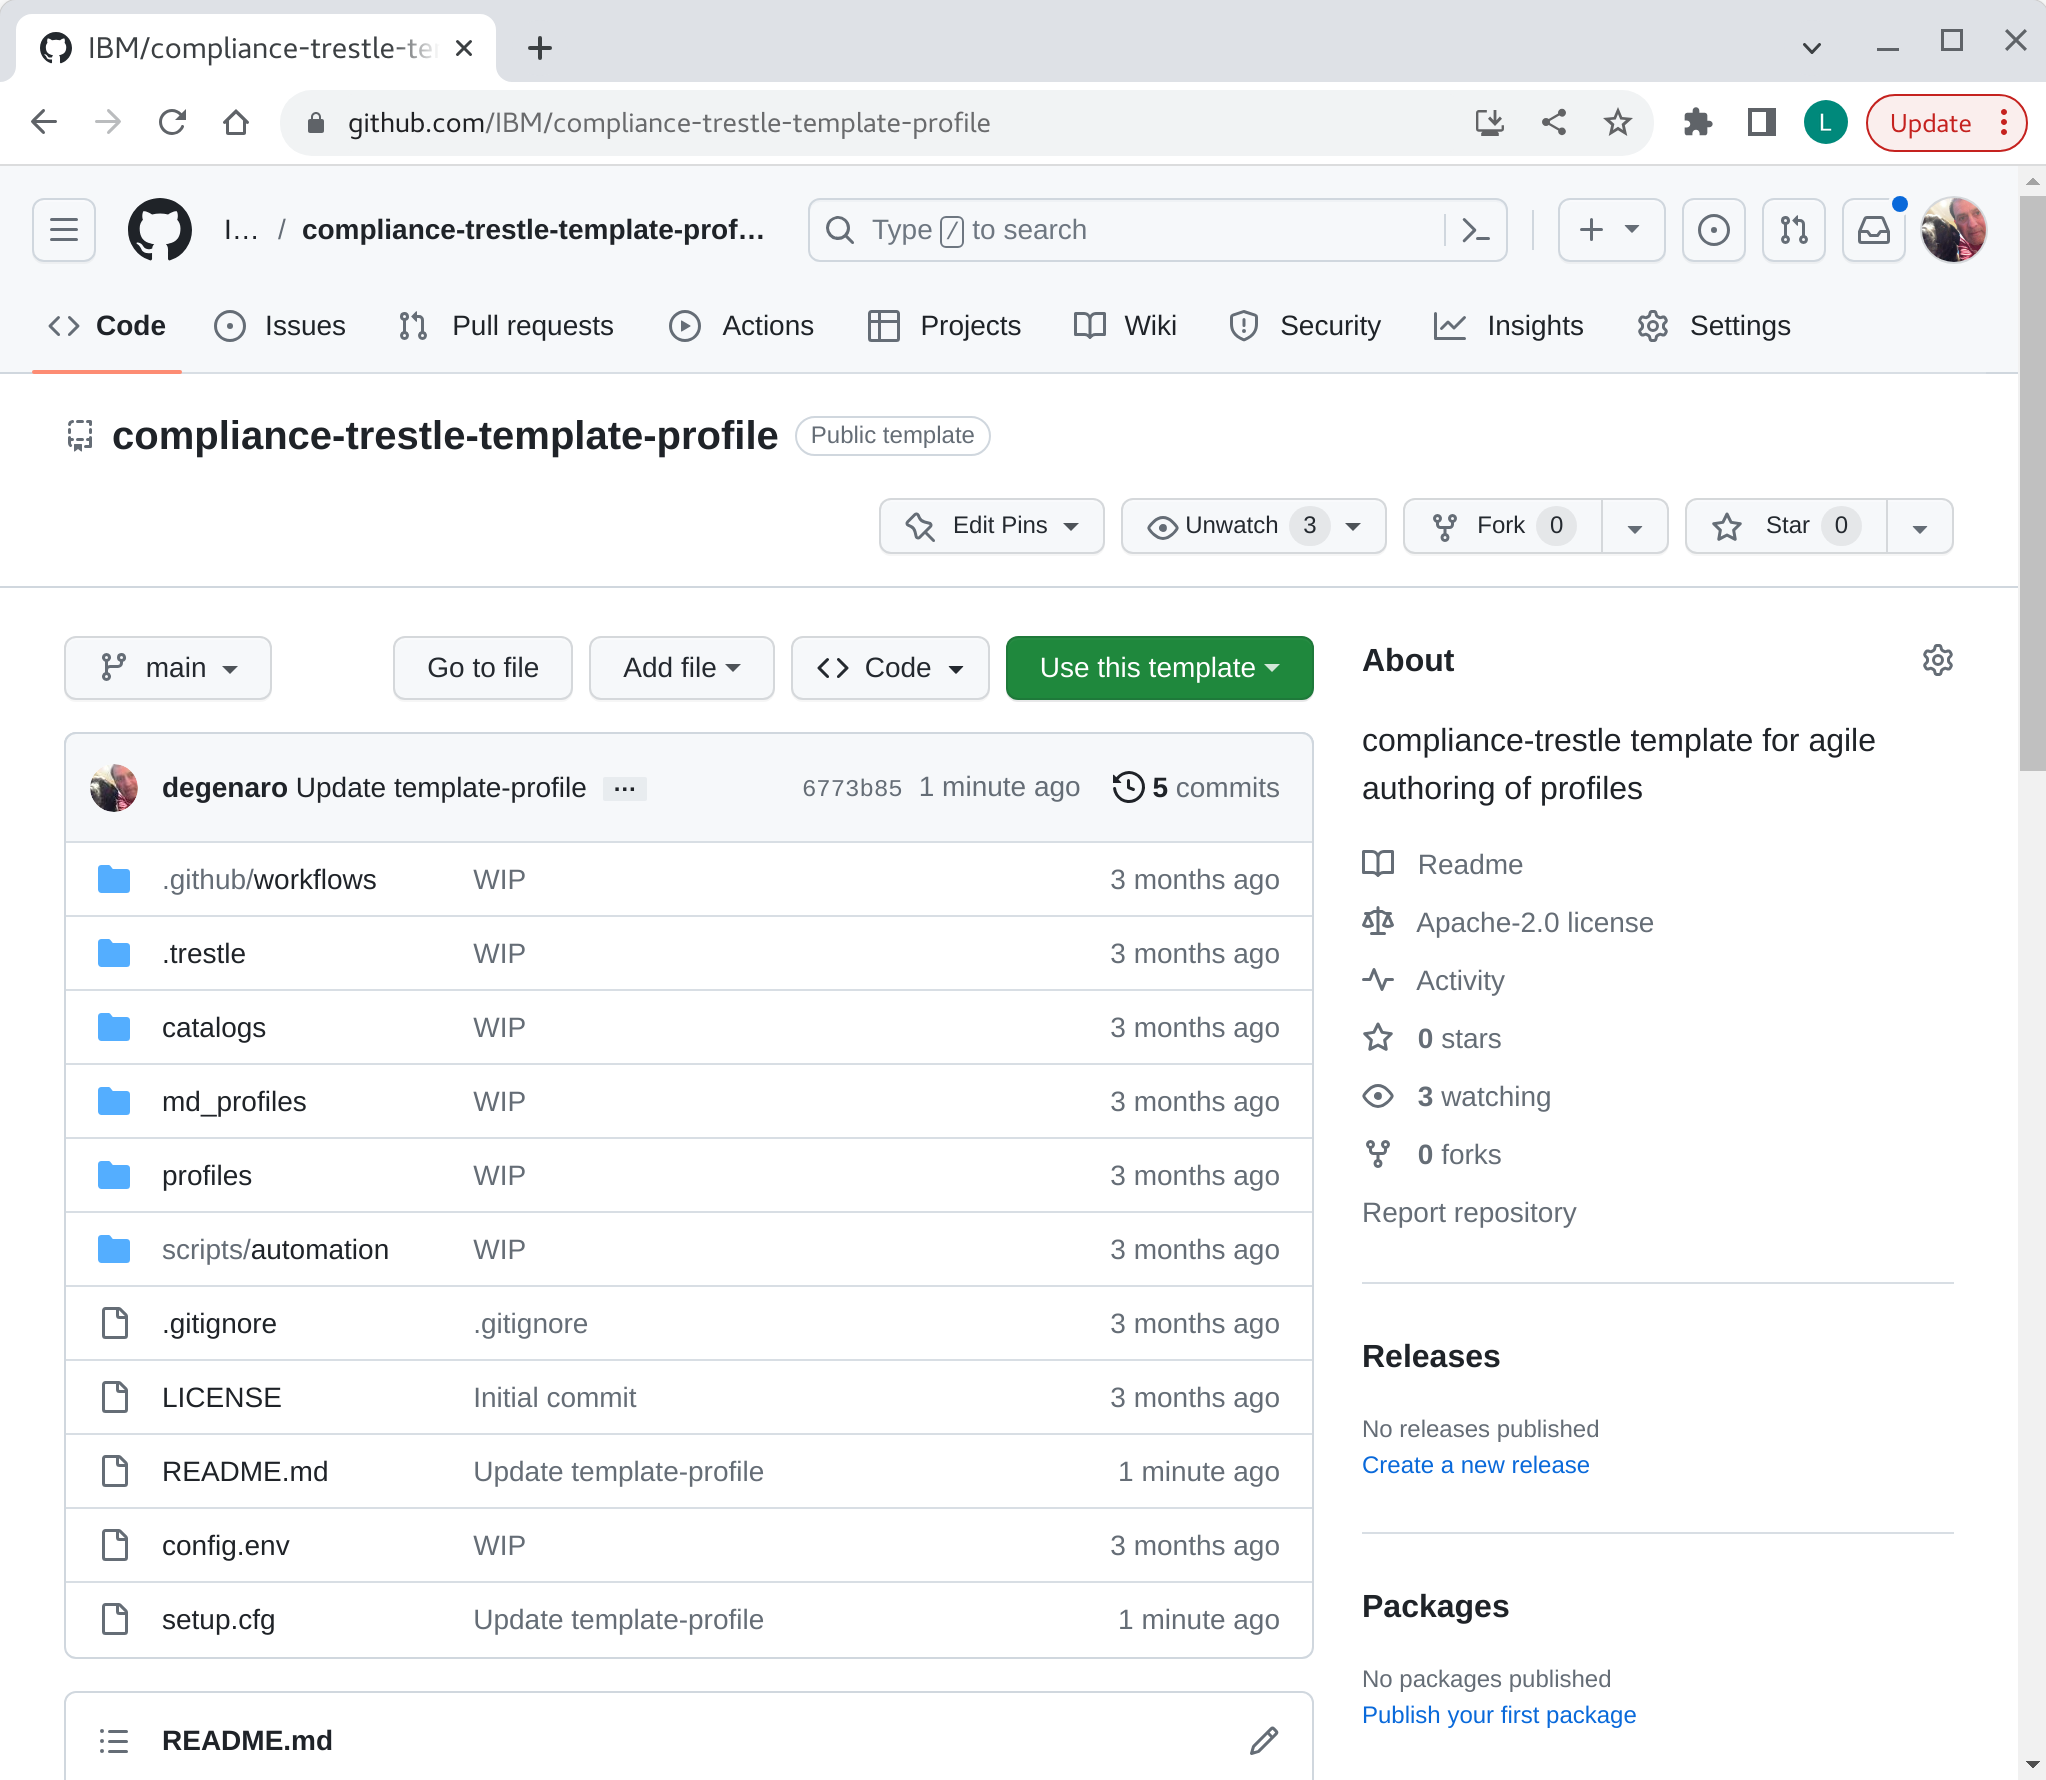 IBM/compliance-trestle-te
github.com/IBM/compliance-trestle-template-profile
L
Update
I... / compliance-trestle-template-prof...
Type / to search
Code
Issues
Pull requests
Actions
Projects
Wiki
Security
Insights
Settings
compliance-trestle-template-profile
Public template
Edit Pins
Unwatch 3
Fork 0
Star 0
main
Go to file
Add file
Code
Use this template
degenaro Update template-profile ...
6773b85 1 minute ago
5 commits
.github/workflows WIP 3 months ago
.trestle WIP 3 months ago
catalogs WIP 3 months ago
md_profiles WIP 3 months ago
profiles WIP 3 months ago
scripts/automation WIP 3 months ago
.gitignore .gitignore 3 months ago
LICENSE Initial commit 3 months ago
README.md Update template-profile 1 minute ago
config.env WIP 3 months ago
setup.cfg Update template-profile 1 minute ago
README.md
About
compliance-trestle template for agile
authoring of profiles
Readme
Apache-2.0 license
Activity
0 stars
3 watching
0 forks
Report repository
Releases
No releases published
Create a new release
Packages
No packages published
Publish your first package